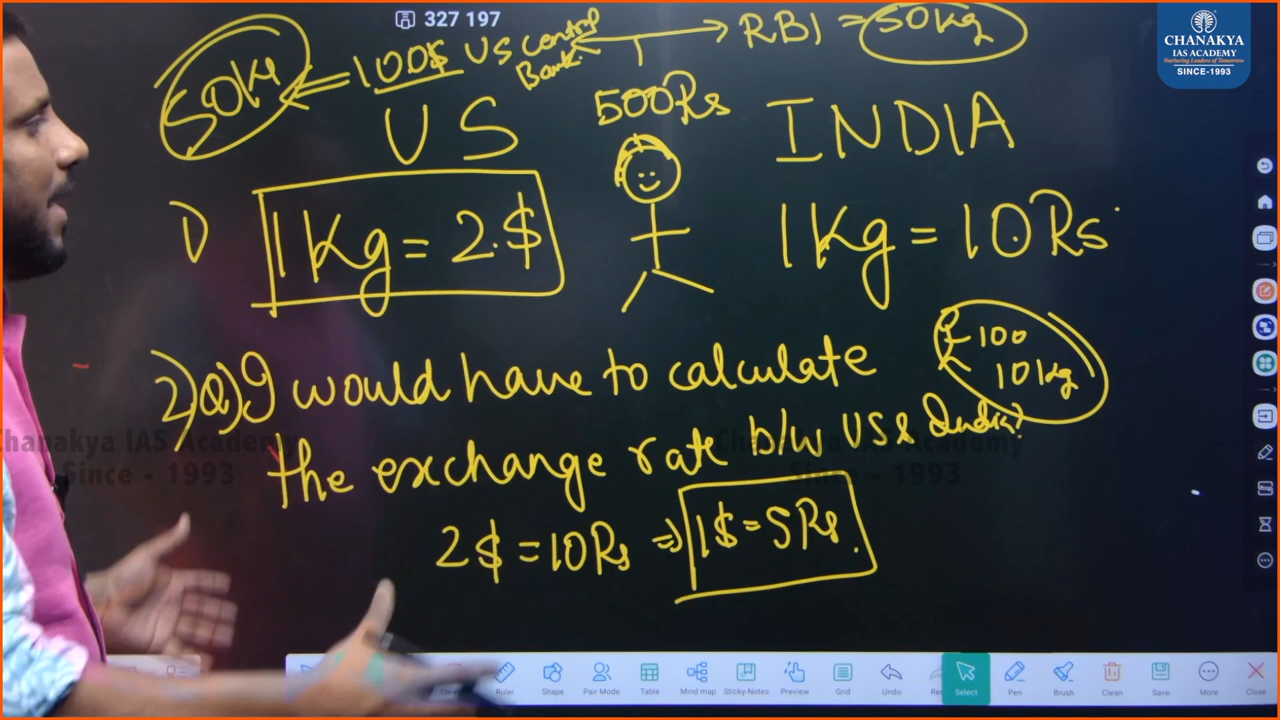 327 197
50Kg ⇐ 100$ US Central Bank. ↔ RBI = 50Kg
500Rs
US INDIA
1) 1Kg = 2$ 1Kg = 10Rs
₹100
10kg
2) a) I would have to calculate
the exchange rate b/w US & India?
2$ = 10Rs ⇒ 1$ = 5Rs.
CHANAKYA
IAS ACADEMY
Nurturing Leaders of Tomorrow
SINCE-1993
Chanakya IAS Academy
Since - 1993
Chanakya IAS Academy
Since - 1993
Ruler Shape Pair Mode Table Mind map Sticky-Notes Preview Grid Undo Select Pen Brush Clean Save More Close